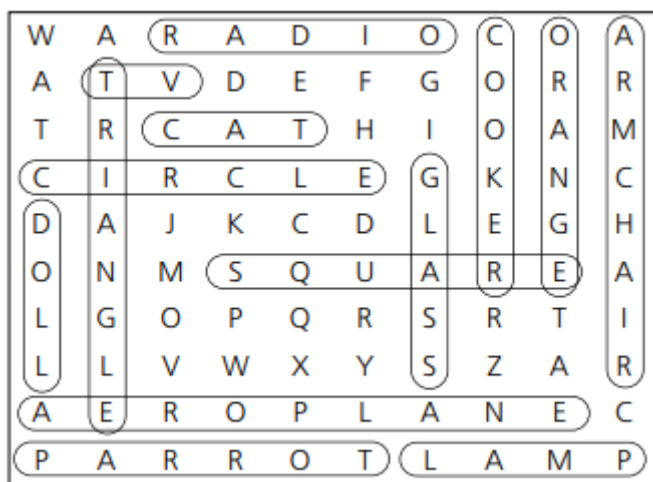 W A R A D I O C O A
A T V D E F G O R R
T R C A T H I O A M
C I R C L E G K N C
D A J K C D L E G H
O N M S Q U A R E A
L G O P Q R S R T I
L L V W X Y S Z A R
A E R O P L A N E C
P A R R O T L A M P